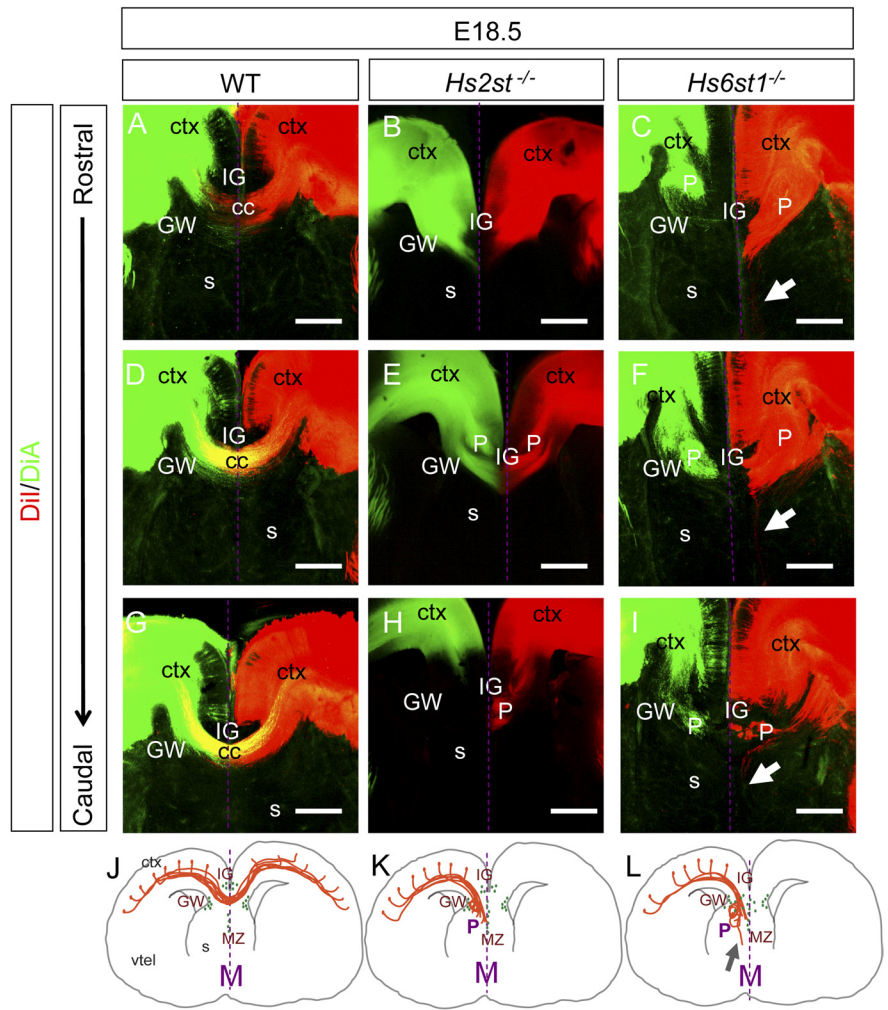 E18.5
WT
Hs2st -/-
Hs6st1-/-
DiI/DiA
Rostral
Caudal
A
ctx
ctx
IG
cc
GW
s
B
ctx
ctx
IG
GW
s
C
ctx
ctx
P
P
IG
GW
s
D
ctx
ctx
IG
cc
GW
s
E
ctx
ctx
P
P
IG
GW
s
F
ctx
ctx
P
P
IG
GW
s
G
ctx
ctx
IG
cc
GW
s
H
ctx
ctx
IG
GW
P
s
I
ctx
ctx
IG
GW
P
P
s
J
ctx
IG
GW
s
MZ
vtel
M
K
IG
GW
P
MZ
M
L
IG
GW
P
MZ
M